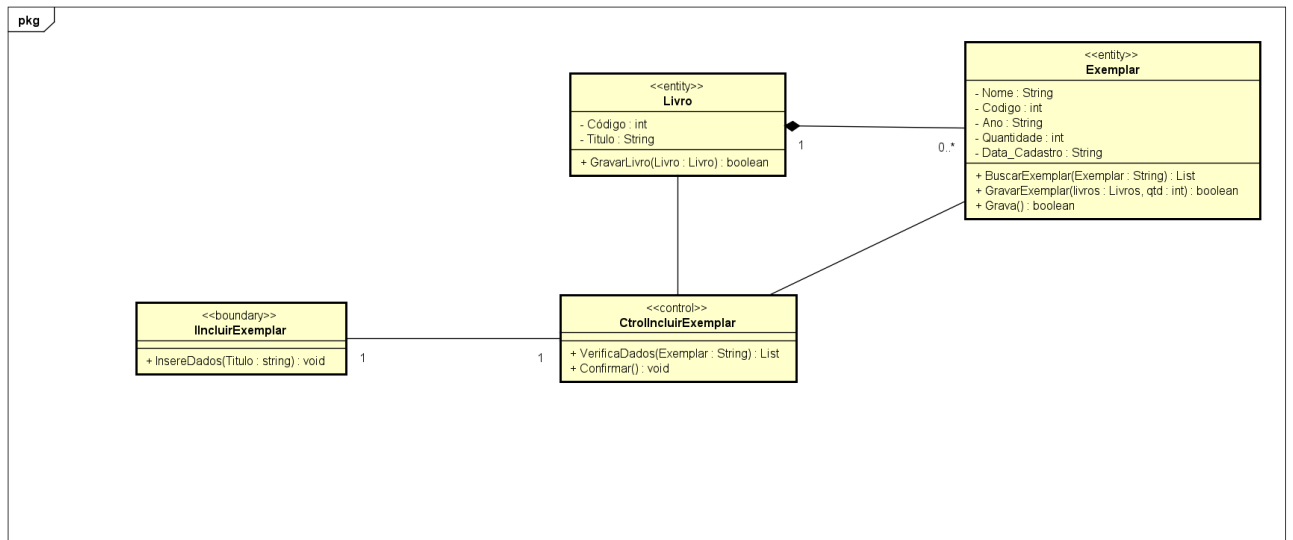 pkg
<<entity>>
Exemplar
- Nome : String
- Codigo : int
- Ano : String
- Quantidade : int
- Data_Cadastro : String
+ BuscarExemplar(Exemplar : String) : List
+ GravarExemplar(livros : Livros, qtd : int) : boolean
+ Grava() : boolean
<<entity>>
Livro
- Código : int
- Titulo : String
+ GravarLivro(Livro : Livro) : boolean
1
0..*
<<boundary>>
IIncluirExemplar
+ InsereDados(Titulo : string) : void
1
1
<<control>>
CtrolIncluirExemplar
+ VerificaDados(Exemplar : String) : List
+ Confirmar() : void